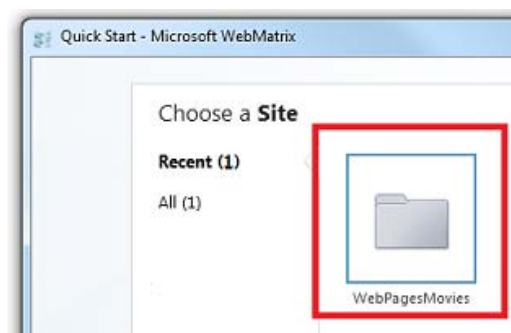 Quick Start - Microsoft WebMatrix
Choose a Site
Recent (1)
All (1)
WebPagesMovies